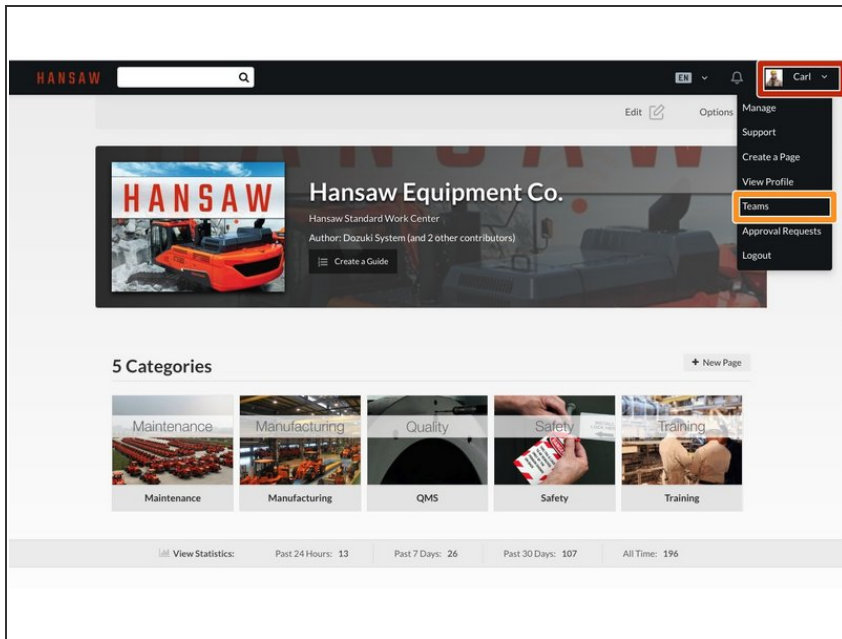 HANSAW
EN
Carl
Edit
Options
Manage
Support
Create a Page
View Profile
Teams
Approval Requests
Logout
HANSAW
HANSAW
Hansaw Equipment Co.
Hansaw Standard Work Center
Author: Dozuki System (and 2 other contributors)
Create a Guide
5 Categories
+ New Page
Maintenance
Manufacturing
Quality
Safety
Training
Maintenance
Manufacturing
QMS
Safety
Training
View Statistics:
Past 24 Hours: 13
Past 7 Days: 26
Past 30 Days: 107
All Time: 196